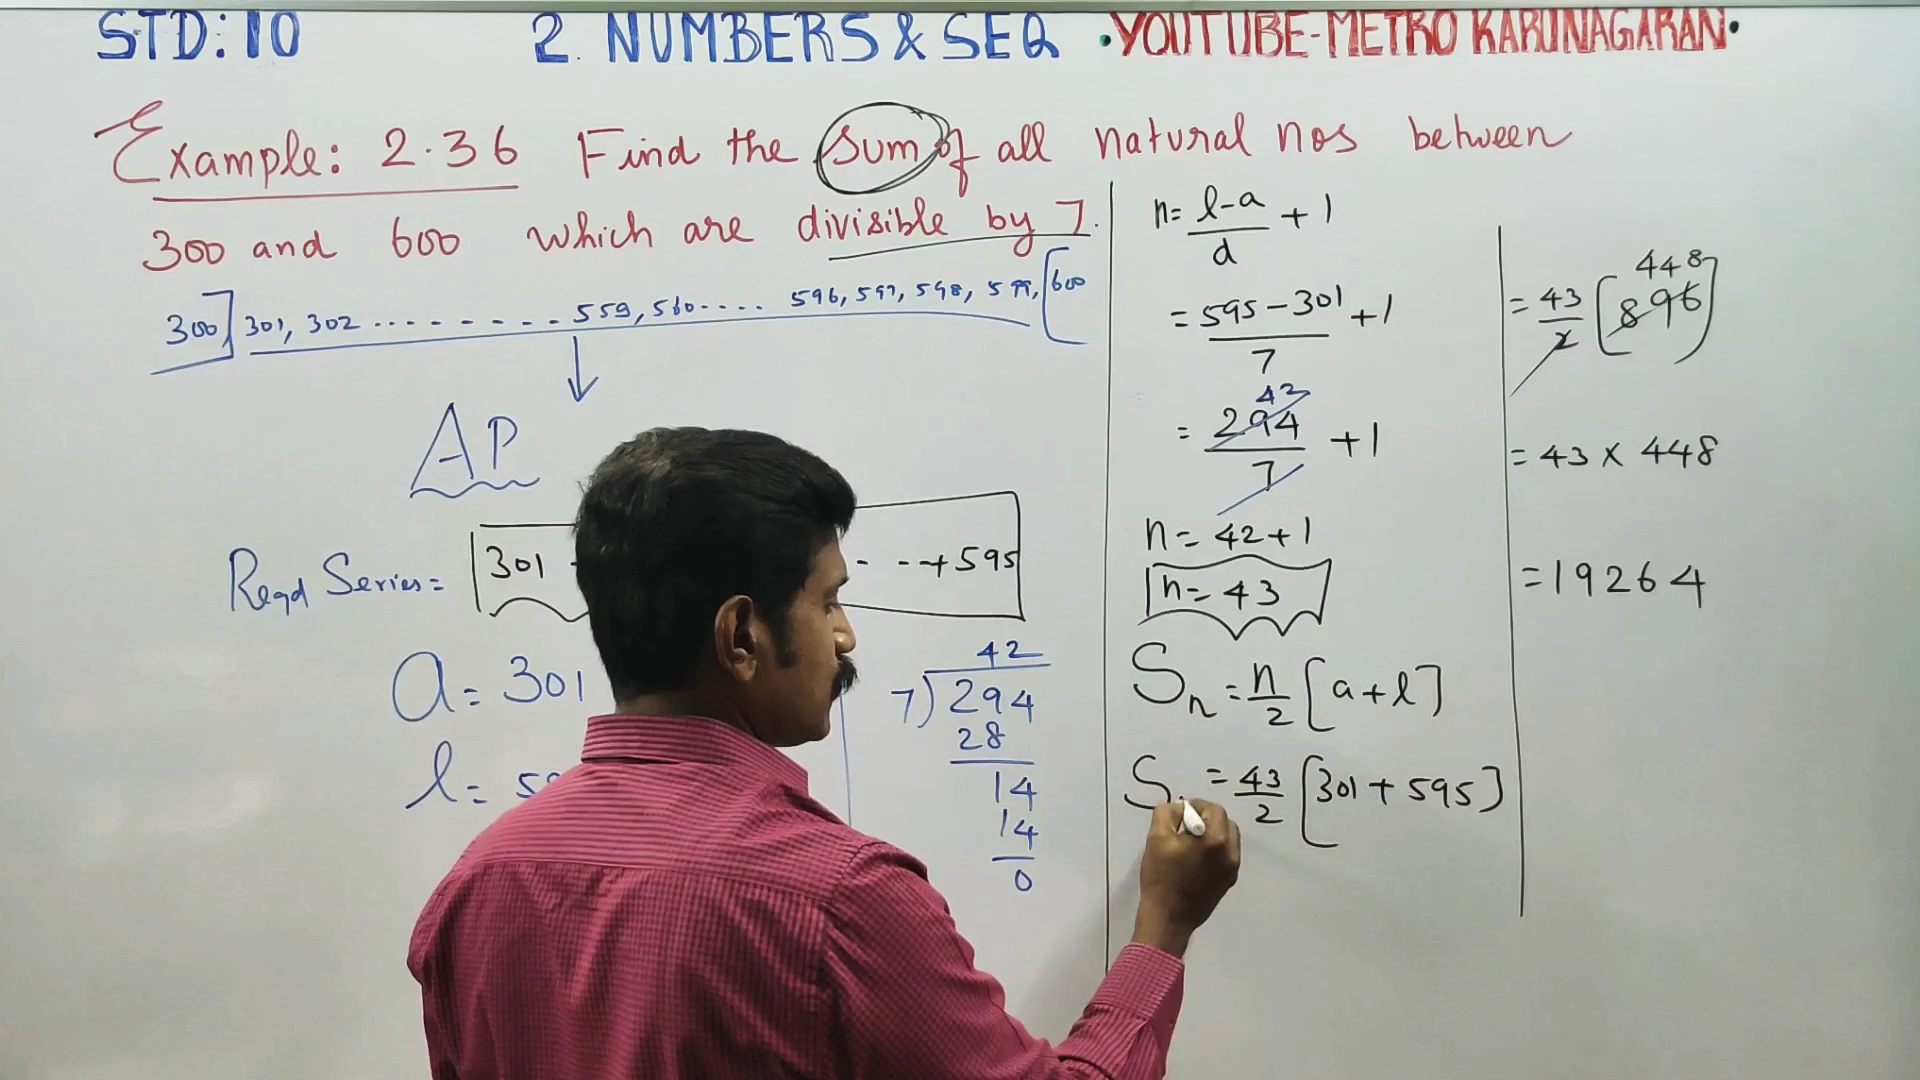 STD: 10 2. NUMBERS & SEQ •YOUTUBE-METRO KARUNAGARAN•
Example: 2.36 Find the Sum of all natural nos between
300 and 600 which are divisible by 7.
300, 301, 302 ......... 559, 560.... 596, 597, 598, 599, 600
AP
Reqd Series = 301 - - -+595
a = 301
l =
42
7) 294
28
14
14
0
n = l-a/d + 1
= 595-301/7 +1
42
= 294/7 +1
n = 42+1
n = 43
Sn = n/2 [a+l]
S = 43/2 [301 + 595]
448
= 43/2 [896]
= 43 x 448
= 19264